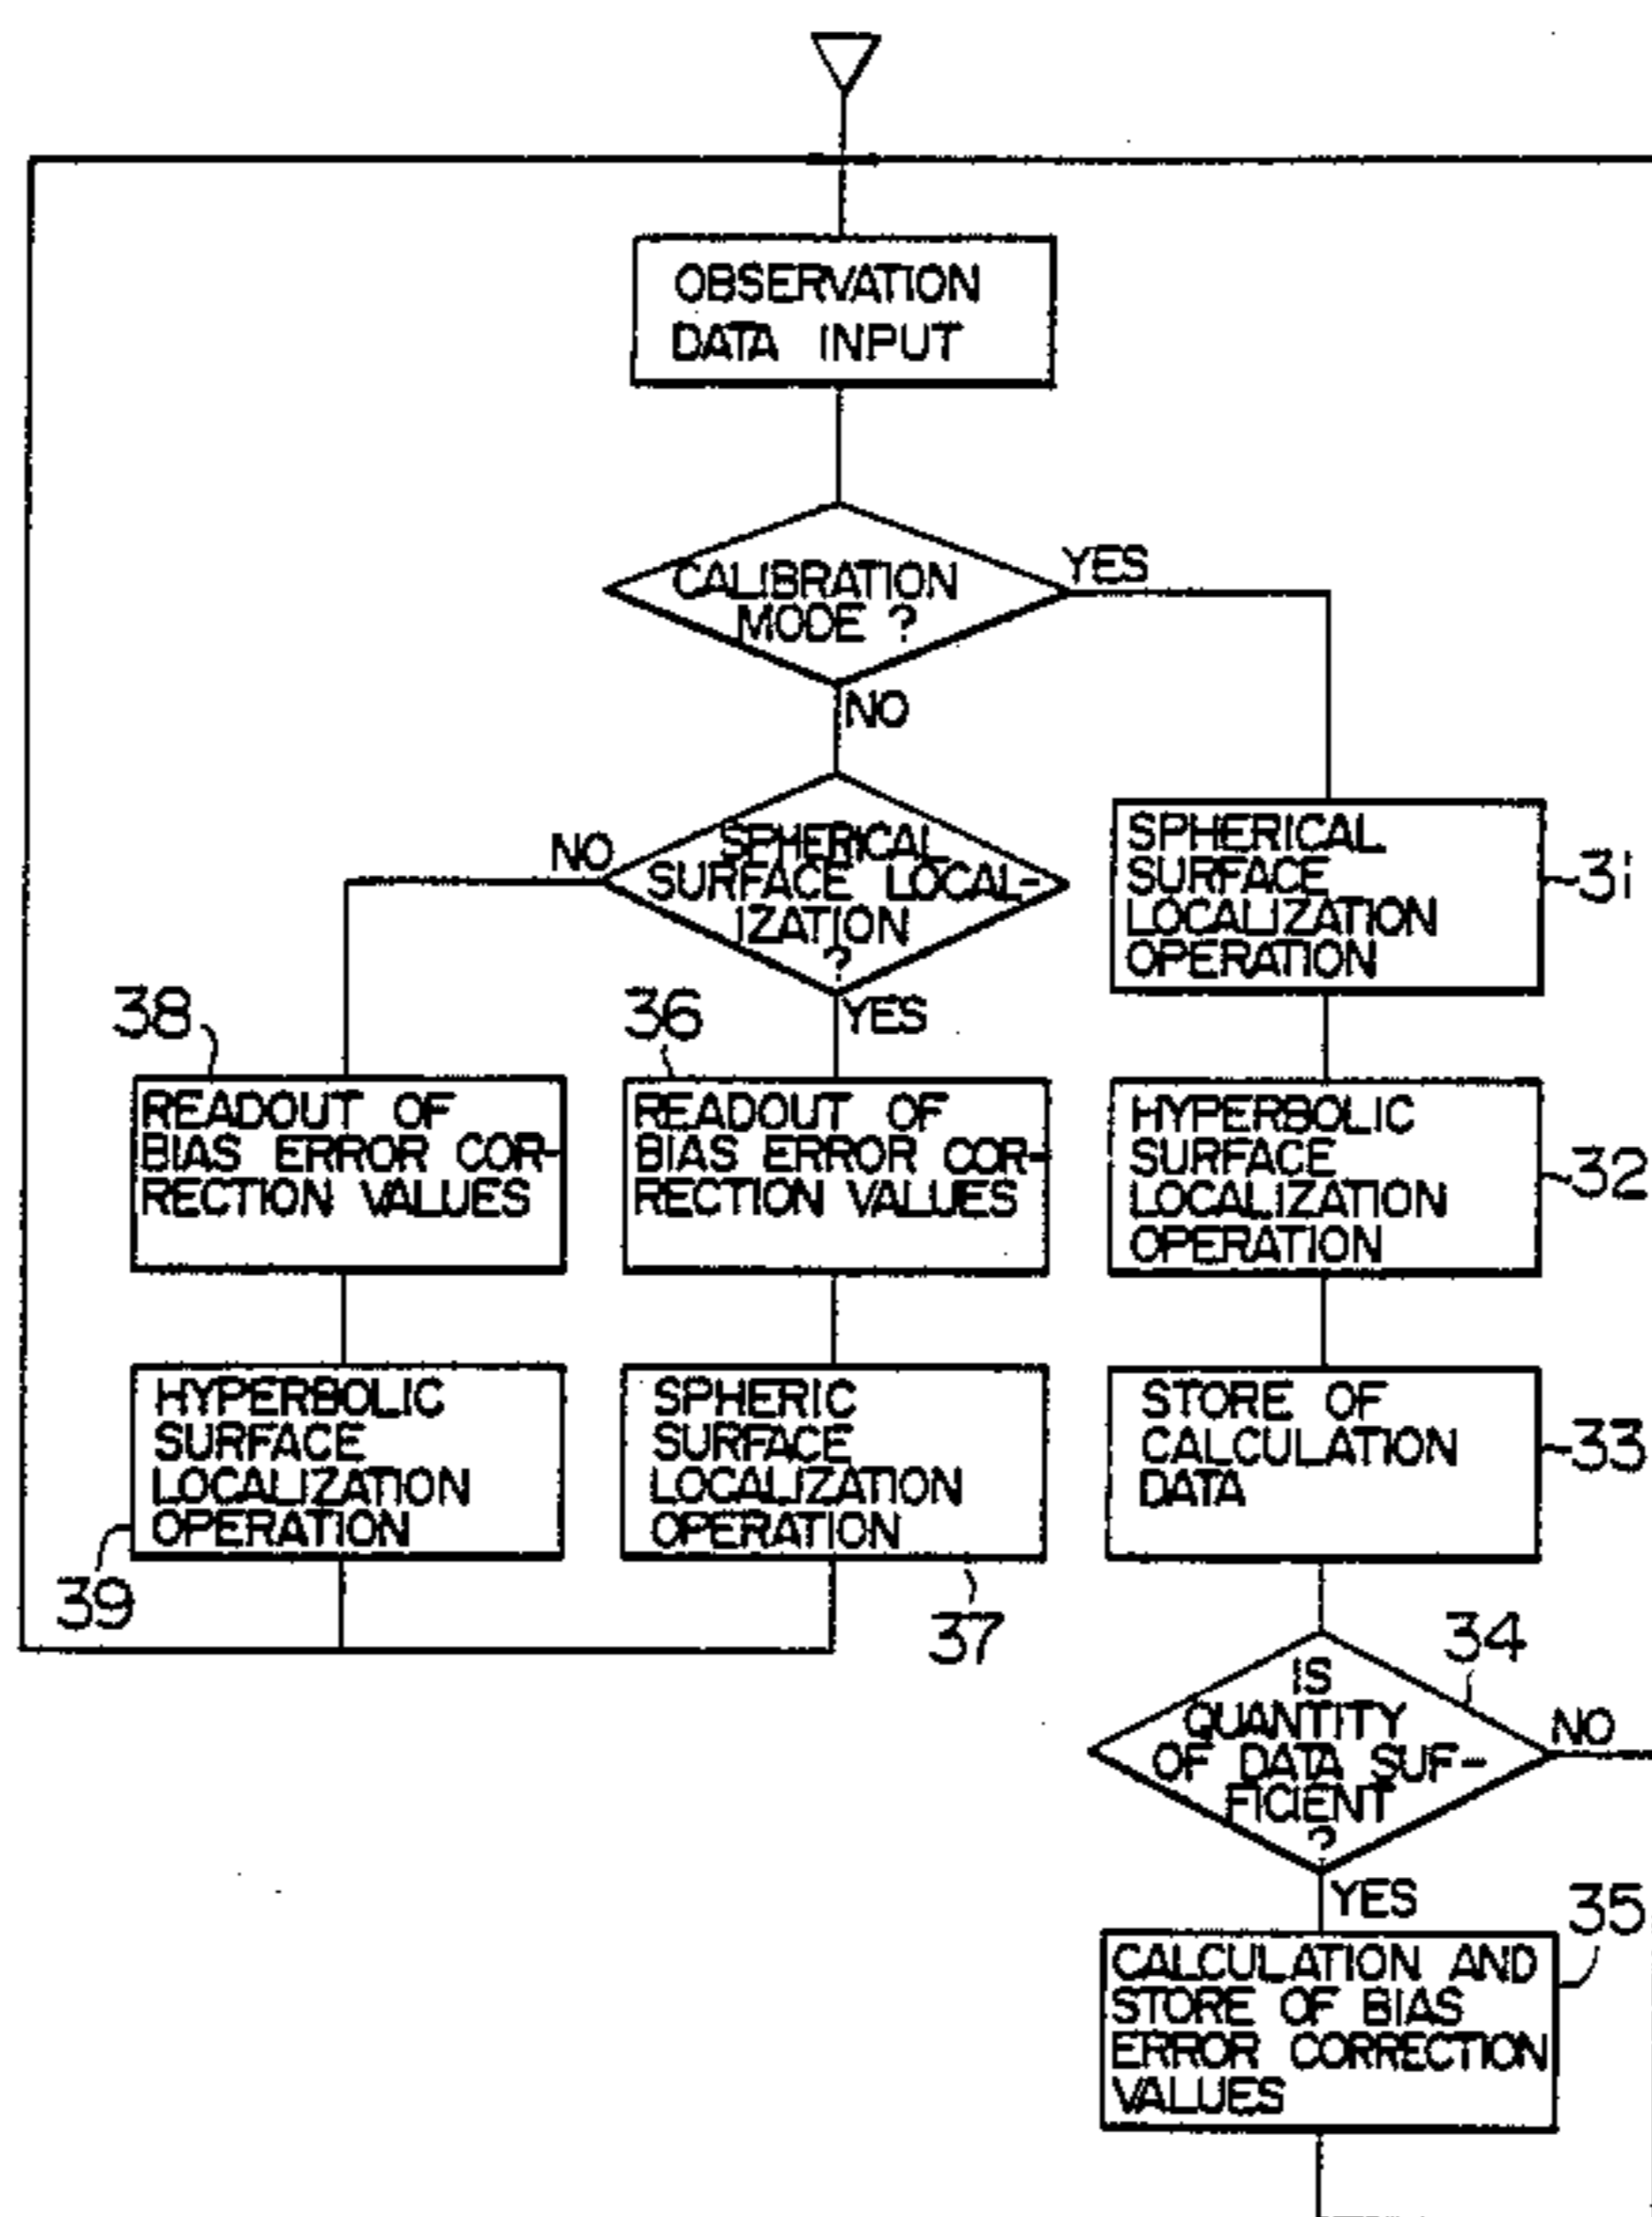 OBSERVATION
DATA INPUT
CALIBRATION
MODE ?
YES
NO
SPHERICAL
SURFACE LOCAL-
IZATION
?
NO
YES
SPHERICAL
SURFACE
LOCALIZATION
OPERATION
31
38
READOUT OF
BIAS ERROR COR-
RECTION VALUES
36
READOUT OF
BIAS ERROR COR-
RECTION VALUES
HYPERBOLIC
SURFACE
LOCALIZATION
OPERATION
32
HYPERBOLIC
SURFACE
LOCALIZATION
OPERATION
39
SPHERIC
SURFACE
LOCALIZATION
OPERATION
37
STORE OF
CALCULATION
DATA
33
34
IS
QUANTITY
OF DATA SUF-
FICIENT
?
NO
YES
35
CALCULATION AND
STORE OF BIAS
ERROR CORRECTION
VALUES